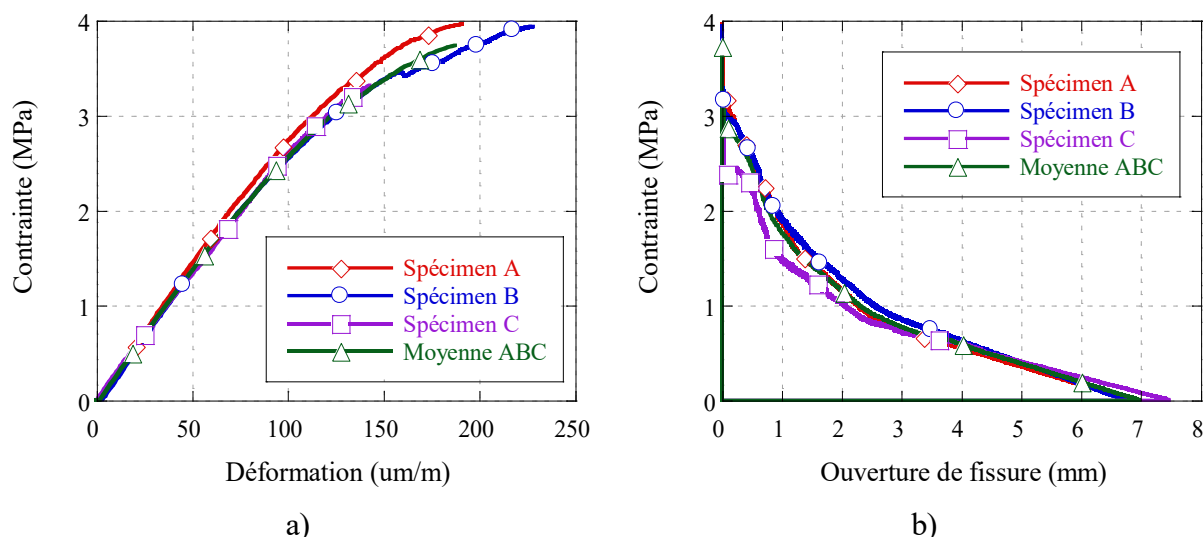 4
3
2
1
0
Contrainte (MPa)
0 50 100 150 200 250
Déformation (um/m)
Spécimen A
Spécimen B
Spécimen C
Moyenne ABC
a)
4
3
2
1
0
Contrainte (MPa)
0 1 2 3 4 5 6 7 8
Ouverture de fissure (mm)
Spécimen A
Spécimen B
Spécimen C
Moyenne ABC
b)